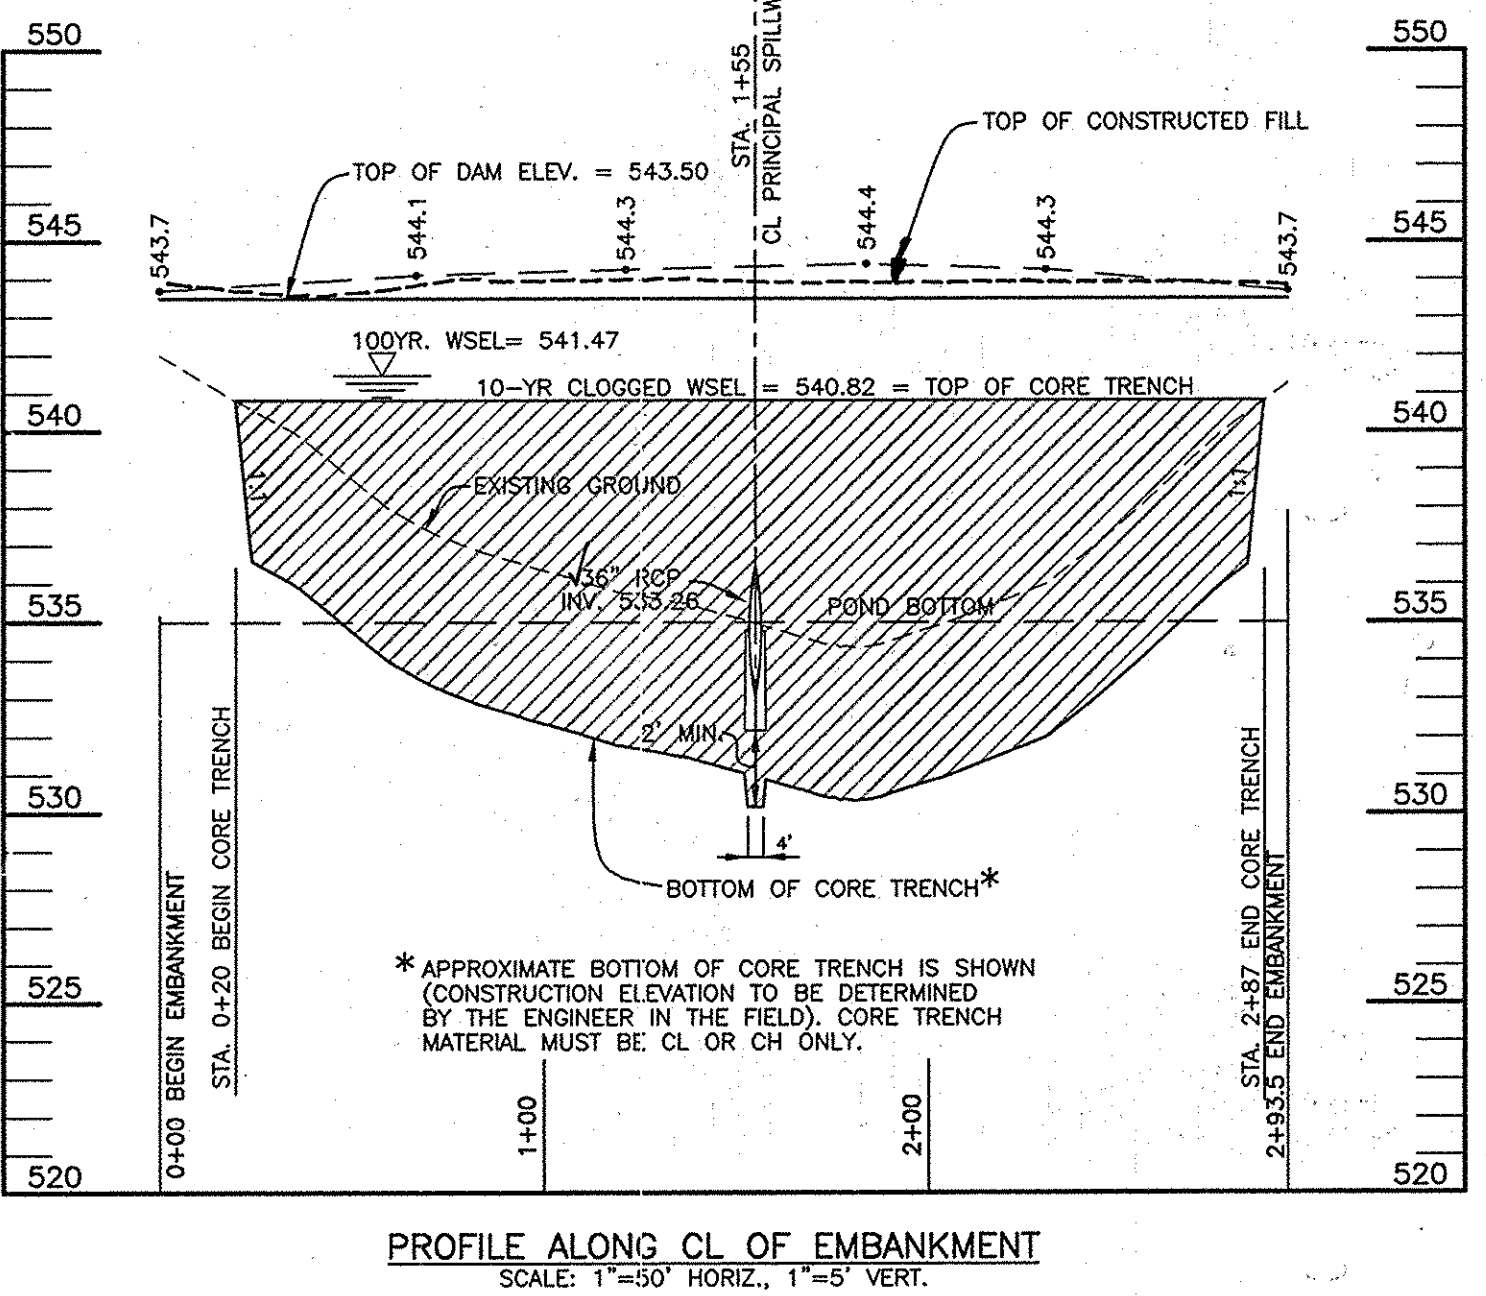 550
550
STA. 1+55
CL PRINCIPAL SPILLW
TOP OF CONSTRUCTED FILL
TOP OF DAM ELEV. = 543.50
543.7
544.1
544.3
544.4
544.3
543.7
545
545
100YR. WSEL= 541.47
10-YR CLOGGED WSEL = 540.82 = TOP OF CORE TRENCH
540
540
1:1
EXISTING GROUND
1:1
36" RCP
INV. 533.26
POND BOTTOM
535
535
2' MIN.
530
530
4'
BOTTOM OF CORE TRENCH*
0+00 BEGIN EMBANKMENT
STA. 0+20 BEGIN CORE TRENCH
STA. 2+87 END CORE TRENCH
2+93.5 END EMBANKMENT
* APPROXIMATE BOTTOM OF CORE TRENCH IS SHOWN
(CONSTRUCTION ELEVATION TO BE DETERMINED
BY THE ENGINEER IN THE FIELD). CORE TRENCH
MATERIAL MUST BE CL OR CH ONLY.
525
525
1+00
2+00
520
520
PROFILE ALONG CL OF EMBANKMENT
SCALE: 1"=50' HORIZ., 1"=5' VERT.